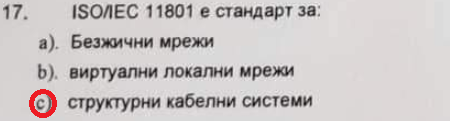 17. ISO/IEC 11801 е стандарт за:
a). Безжични мрежи
b). виртуални локални мрежи
c) структурни кабелни системи